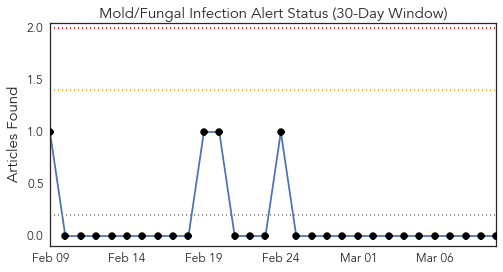 Mold/Fungal Infection Alert Status (30-Day Window)
2.0
1.5
1.0
0.5
0.0
Articles Found
Feb 09 Feb 14 Feb 19 Feb 24 Mar 01 Mar 06